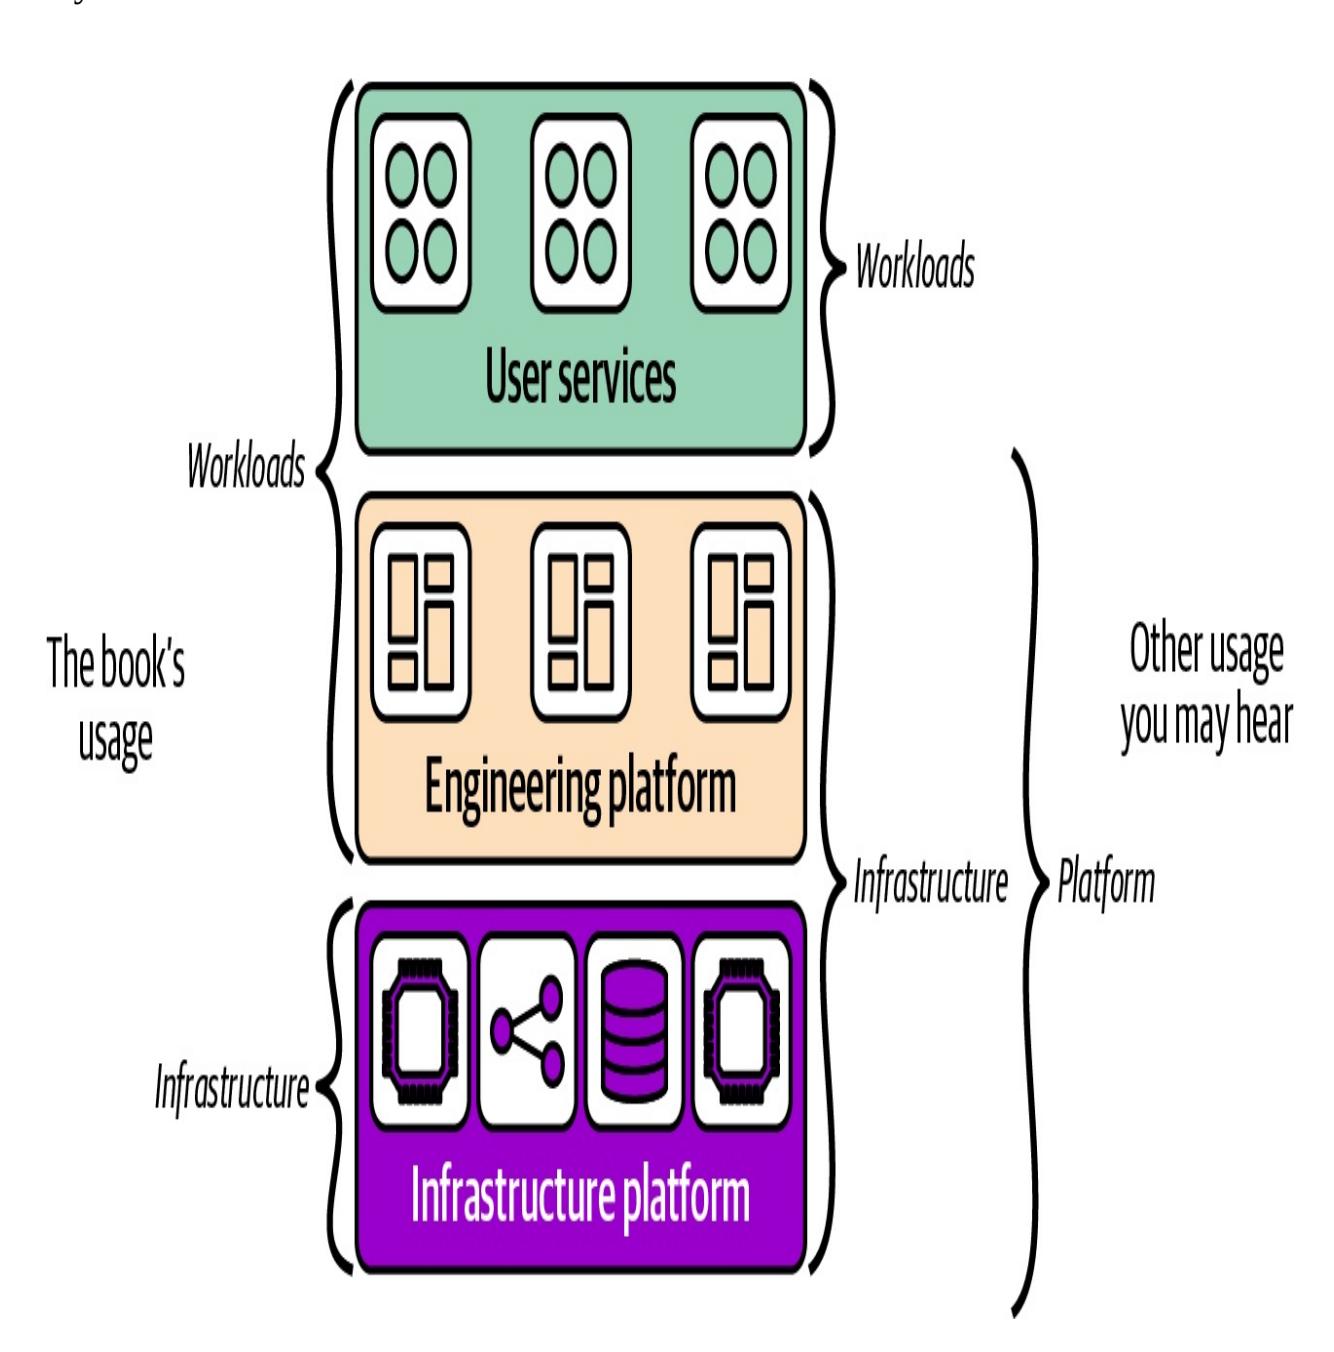 Workloads
User services
Workloads
Engineering platform
The book's
usage
Other usage
you may hear
Infrastructure
Platform
Infrastructure
Infrastructure platform